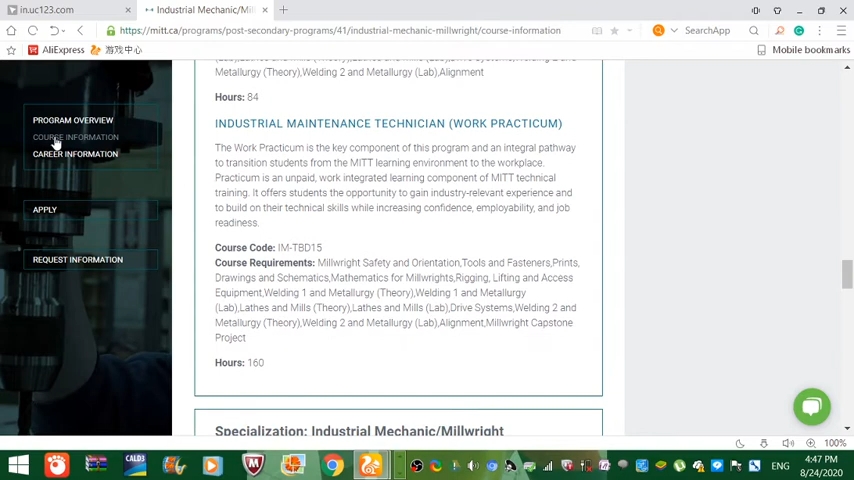 in.uc123.com
Industrial Mechanic/Mil
https://mitt.ca/programs/post-secondary-programs/41/industrial-mechanic-millwright/course-information
SearchApp
AliExpress
游戏中心
Mobile bookmarks
PROGRAM OVERVIEW
COURSE INFORMATION
CAREER INFORMATION
APPLY
REQUEST INFORMATION
Metallurgy (Theory),Welding 2 and Metallurgy (Lab),Alignment
Hours: 84
INDUSTRIAL MAINTENANCE TECHNICIAN (WORK PRACTICUM)
The Work Practicum is the key component of this program and an integral pathway
to transition students from the MITT learning environment to the workplace.
Practicum is an unpaid, work integrated learning component of MITT technical
training. It offers students the opportunity to gain industry-relevant experience and
to build on their technical skills while increasing confidence, employability, and job
readiness.
Course Code: IM-TBD15
Course Requirements: Millwright Safety and Orientation,Tools and Fasteners,Prints,
Drawings and Schematics,Mathematics for Millwrights,Rigging, Lifting and Access
Equipment,Welding 1 and Metallurgy (Theory),Welding 1 and Metallurgy
(Lab),Lathes and Mills (Theory),Lathes and Mills (Lab),Drive Systems,Welding 2 and
Metallurgy (Theory),Welding 2 and Metallurgy (Lab),Alignment,Millwright Capstone
Project
Hours: 160
Specialization: Industrial Mechanic/Millwright
100%
CALD3
ENG
4:47 PM
8/24/2020